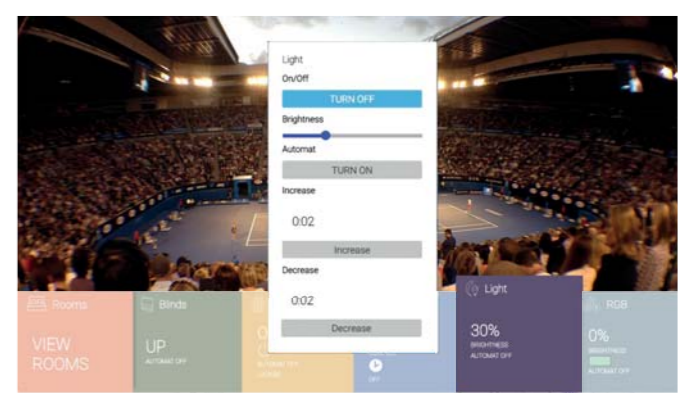 Light
On/Off
TURN OFF
Brightness
Automat
TURN ON
Increase
0:02
Increase
Decrease
0:02
Decrease
Rooms
VIEW
ROOMS
Blinds
UP
AUTOMAT OFF
OFF
Light
30%
BRIGHTNESS
AUTOMAT OFF
RGB
0%
BRIGHTNESS
AUTOMAT OFF